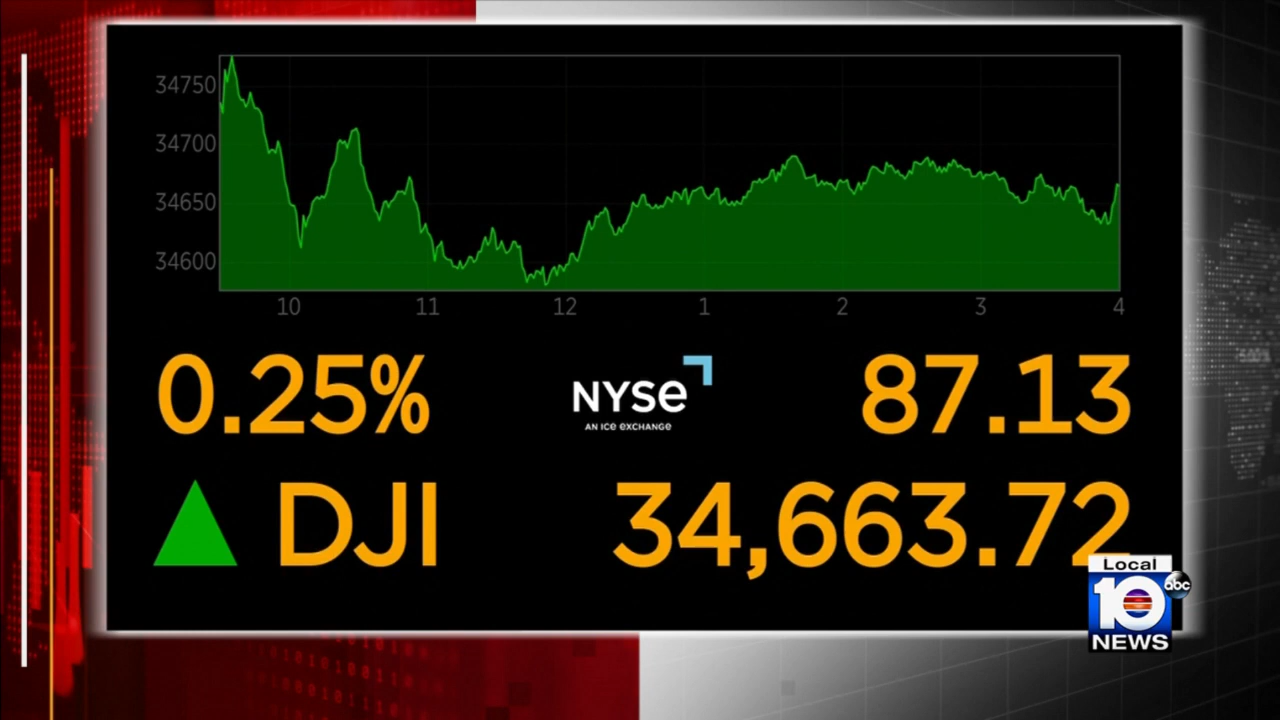 34750
34700
34650
34600
10 11 12 1 2 3 4
0.25%
NYSE
AN ICE EXCHANGE
87.13
DJI
34,663.72
Local
10
abc
NEWS